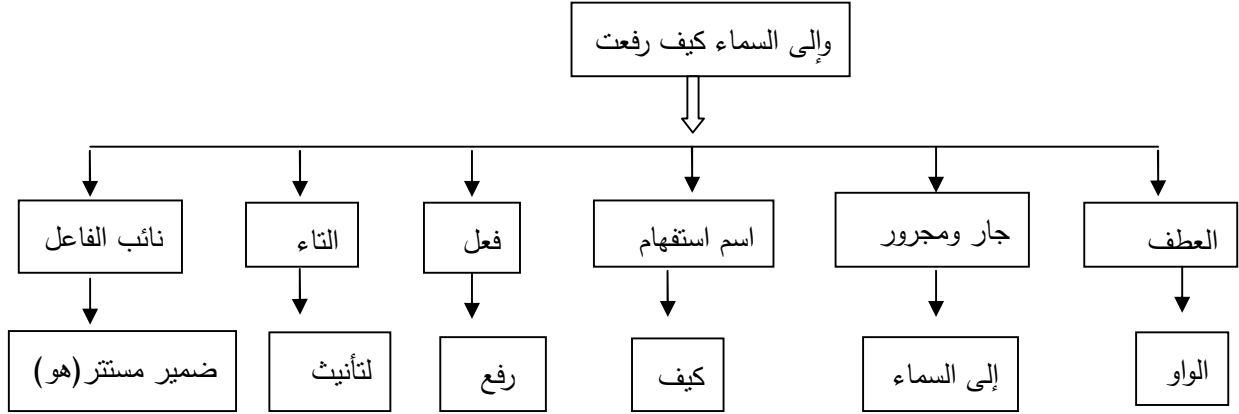 وإلى السماء كيف رفعت
العطف
جار ومجرور
اسم استفهام
فعل
التاء
نائب الفاعل
الواو
إلى السماء
كيف
رفع
لتأنيث
ضمير مستتر(هو)